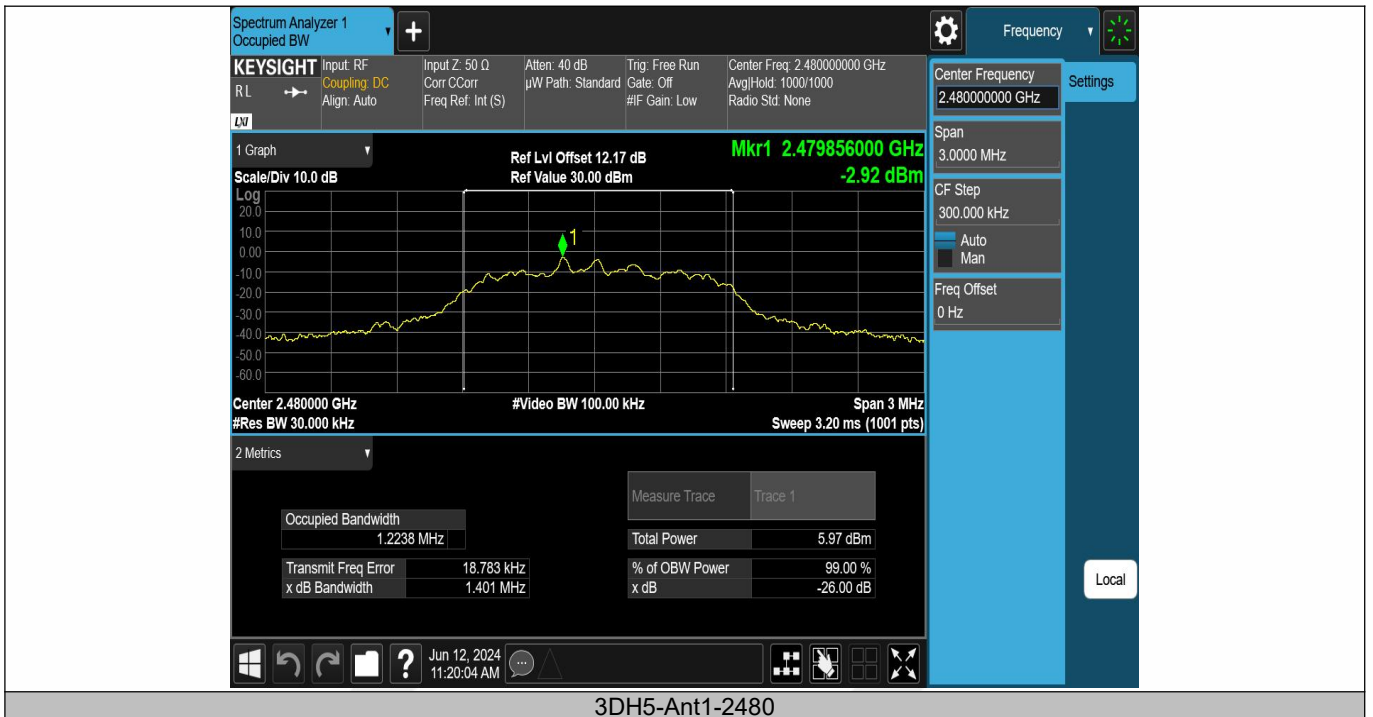 Spectrum Analyzer 1
Occupied BW
+
Frequency
KEYSIGHT
RL
LXI
Input: RF
Coupling: DC
Align: Auto
Input Z: 50 Ω
Corr CCorr
Freq Ref: Int (S)
Atten: 40 dB
µW Path: Standard
Trig: Free Run
Gate: Off
#IF Gain: Low
Center Freq: 2.480000000 GHz
Avg|Hold: 1000/1000
Radio Std: None
Center Frequency
2.480000000 GHz
Settings
Span
3.0000 MHz
CF Step
300.000 kHz
Auto
Man
Freq Offset
0 Hz
Local
1 Graph
Scale/Div 10.0 dB
Ref Lvl Offset 12.17 dB
Ref Value 30.00 dBm
Mkr1 2.479856000 GHz
-2.92 dBm
Log
20.0
10.0
0.00
-10.0
-20.0
-30.0
-40.0
-50.0
-60.0
1
Center 2.480000 GHz
#Video BW 100.00 kHz
Span 3 MHz
#Res BW 30.000 kHz
Sweep 3.20 ms (1001 pts)
2 Metrics
Measure Trace Trace 1
Occupied Bandwidth
1.2238 MHz
Total Power 5.97 dBm
Transmit Freq Error 18.783 kHz
% of OBW Power 99.00 %
x dB Bandwidth 1.401 MHz
x dB -26.00 dB
?
Jun 12, 2024
11:20:04 AM
3DH5-Ant1-2480